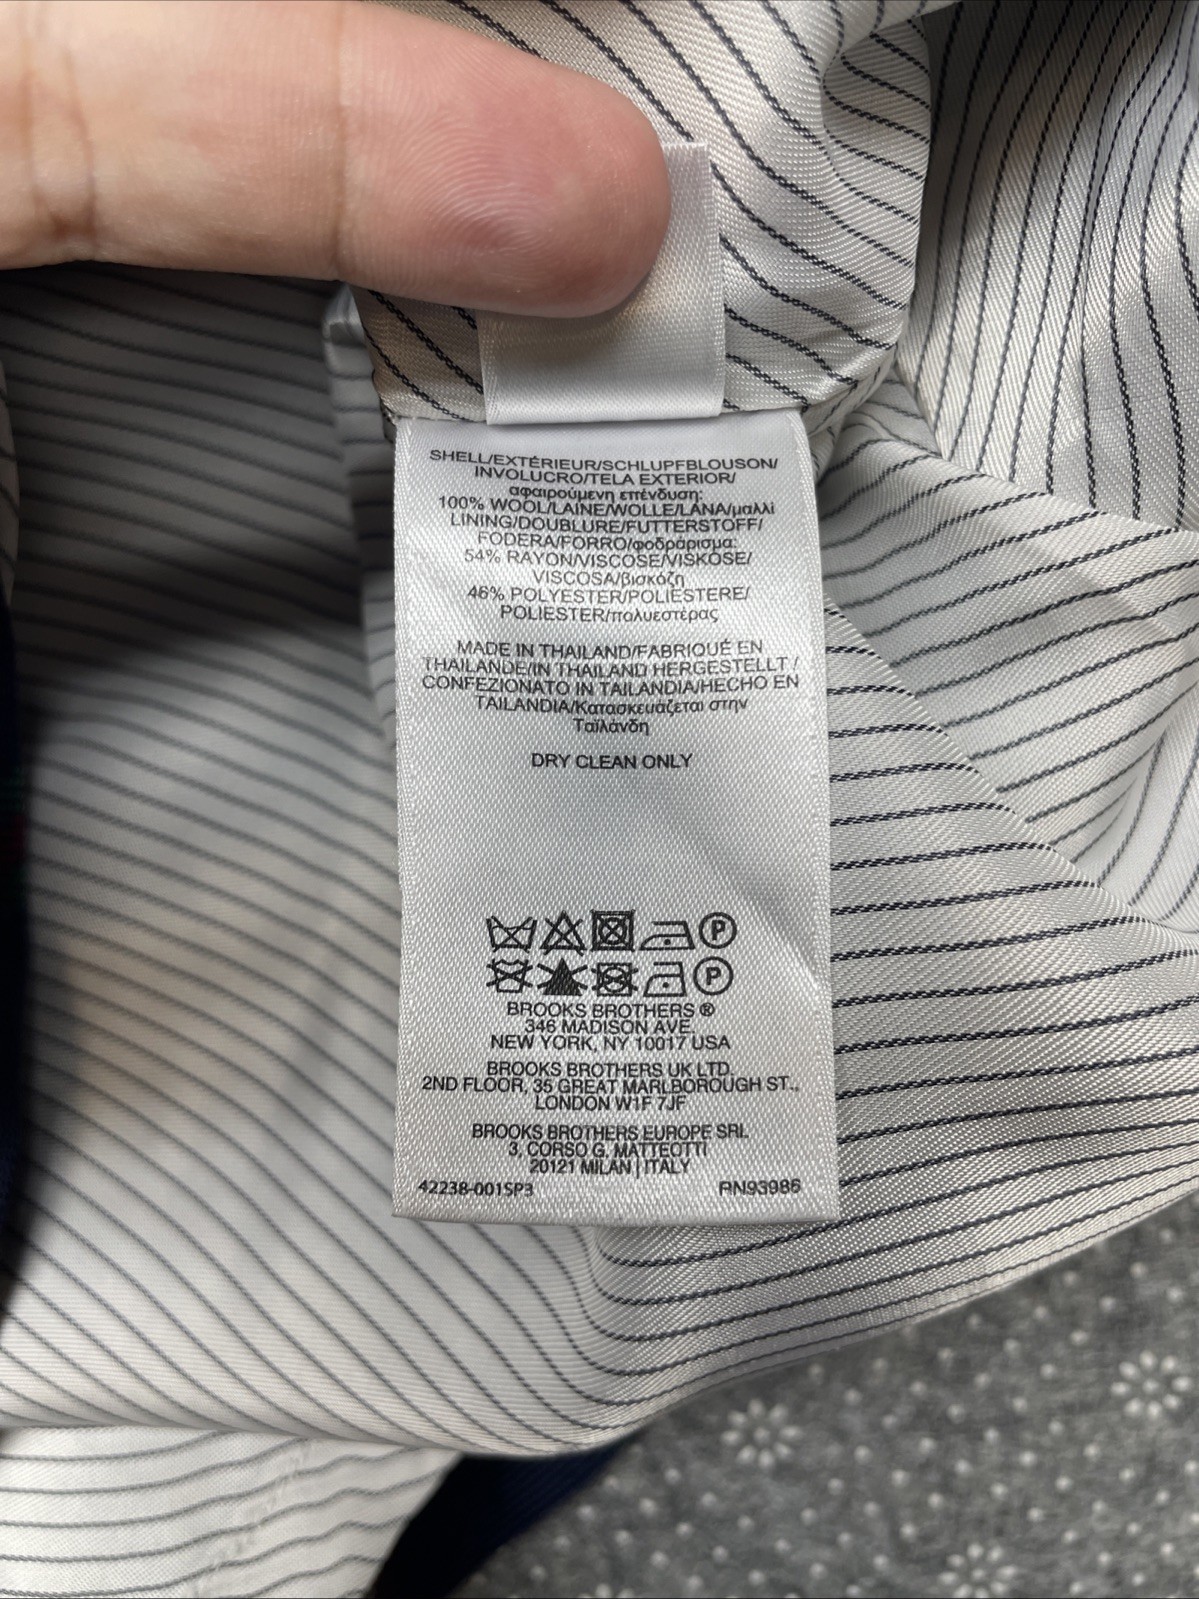 SHELL/EXTÉRIEUR/SCHLUPFBLOUSON/
INVOLUCRO/TELA EXTERIOR/
αφαιρούμενη επένδυση:
100% WOOL/LAINE/WOLLE/LANA/μαλλί
LINING/DOUBLURE/FUTTERSTOFF/
FODERA/FORRO/φοδράρισμα:
54% RAYON/VISCOSE/VISKOSE/
VISCOSA/βισκόζη
46% POLYESTER/POLIESTERE/
POLIESTER/πολυεστέρας
MADE IN THAILAND/FABRIQUÉ EN
THAILANDE/IN THAILAND HERGESTELLT /
CONFEZIONATO IN TAILANDIA/HECHO EN
TAILANDIA/Κατασκευάζεται στην
Ταϊλάνδη
DRY CLEAN ONLY
P
P
BROOKS BROTHERS ®
346 MADISON AVE.
NEW YORK, NY 10017 USA
BROOKS BROTHERS UK LTD.
2ND FLOOR, 35 GREAT MARLBOROUGH ST.,
LONDON W1F 7JF
BROOKS BROTHERS EUROPE SRL
3, CORSO G. MATTEOTTI
20121 MILAN | ITALY
42238-001SP3 RN93986